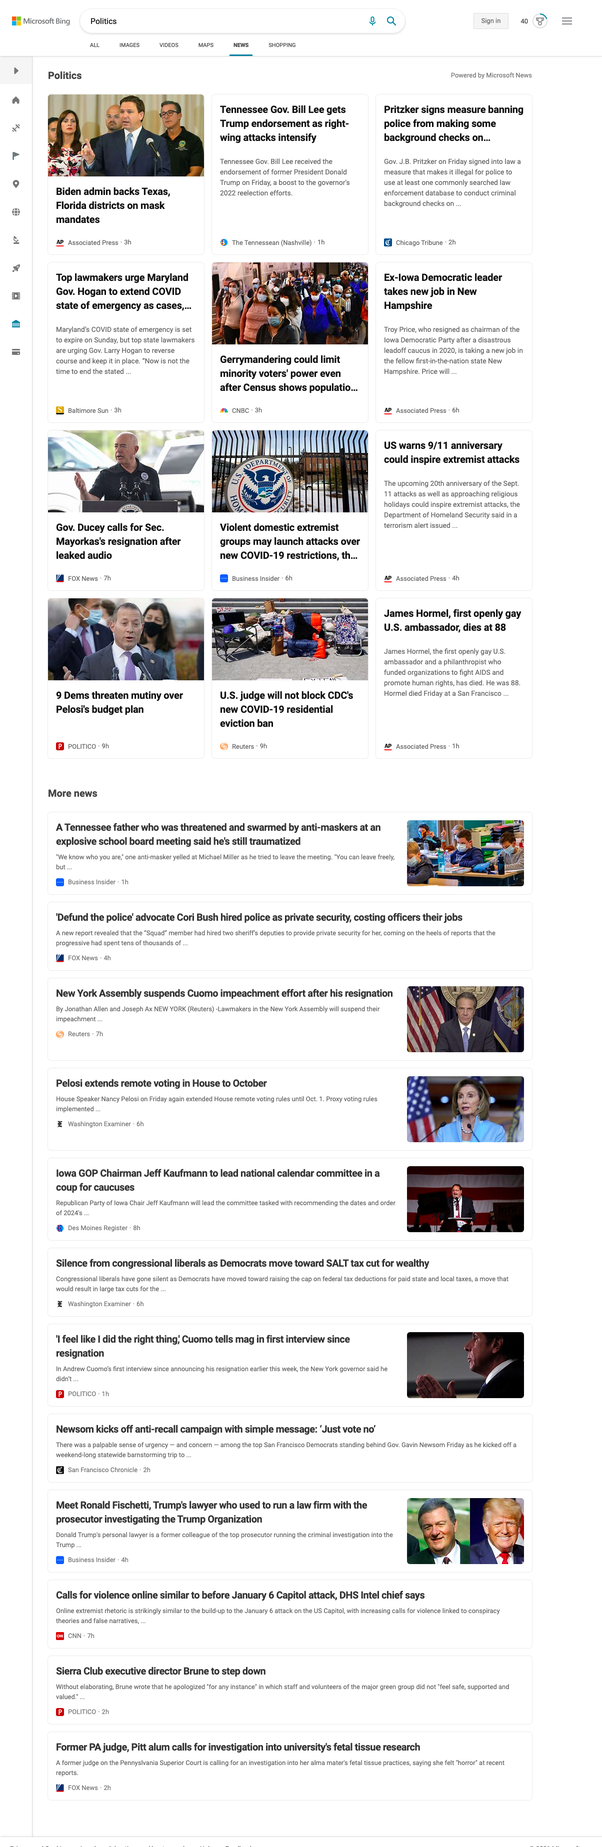 Microsoft Bing
Politics
Sign in
40
ALL IMAGES VIDEOS MAPS NEWS SHOPPING
Politics
Powered by Microsoft News
Biden admin backs Texas,
Florida districts on mask
mandates
AP Associated Press · 3h
Tennessee Gov. Bill Lee gets
Trump endorsement as right-
wing attacks intensify
Tennessee Gov. Bill Lee received the
endorsement of former President Donald
Trump on Friday, a boost to the governor's
2022 reelection efforts.
The Tennessean (Nashville) · 1h
Pritzker signs measure banning
police from making some
background checks on...
Gov. J.B. Pritzker on Friday signed into law a
measure that makes it illegal for police to
use at least one commonly searched law
enforcement database to conduct criminal
background checks on ...
Chicago Tribune · 2h
Top lawmakers urge Maryland
Gov. Hogan to extend COVID
state of emergency as cases,...
Maryland's COVID state of emergency is set
to expire on Sunday, but top state lawmakers
are urging Gov. Larry Hogan to reverse
course and keep it in place. "Now is not the
time to end the stated ...
Baltimore Sun · 3h
Gerrymandering could limit
minority voters' power even
after Census shows populatio...
CNBC · 3h
Ex-Iowa Democratic leader
takes new job in New
Hampshire
Troy Price, who resigned as chairman of the
Iowa Democratic Party after a disastrous
leadoff caucus in 2020, is taking a new job in
the fellow first-in-the-nation state New
Hampshire. Price will ...
AP Associated Press · 6h
Gov. Ducey calls for Sec.
Mayorkas's resignation after
leaked audio
FOX News · 7h
U.S. DEPARTMENT
Violent domestic extremist
groups may launch attacks over
new COVID-19 restrictions, th...
Business Insider · 6h
US warns 9/11 anniversary
could inspire extremist attacks
The upcoming 20th anniversary of the Sept.
11 attacks as well as approaching religious
holidays could inspire extremist attacks, the
Department of Homeland Security said in a
terrorism alert issued ...
AP Associated Press · 4h
9 Dems threaten mutiny over
Pelosi's budget plan
POLITICO · 9h
U.S. judge will not block CDC's
new COVID-19 residential
eviction ban
Reuters · 9h
James Hormel, first openly gay
U.S. ambassador, dies at 88
James Hormel, the first openly gay U.S.
ambassador and a philanthropist who
funded organizations to fight AIDS and
promote human rights, has died. He was 88.
Hormel died Friday at a San Francisco ...
AP Associated Press · 1h
More news
A Tennessee father who was threatened and swarmed by anti-maskers at an
explosive school board meeting said he's still traumatized
"We know who you are," one anti-masker yelled at Michael Miller as he tried to leave the meeting. "You can leave freely,
but ...
Business Insider · 1h
'Defund the police' advocate Cori Bush hired police as private security, costing officers their jobs
A new report revealed that the "Squad" member had hired two sheriff's deputies to provide private security for her, coming on the heels of reports that the
progressive had spent tens of thousands of ...
FOX News · 4h
New York Assembly suspends Cuomo impeachment effort after his resignation
By Jonathan Allen and Joseph Ax NEW YORK (Reuters) -Lawmakers in the New York Assembly will suspend their
impeachment ...
Reuters · 7h
Pelosi extends remote voting in House to October
House Speaker Nancy Pelosi on Friday again extended House remote voting rules until Oct. 1. Proxy voting rules
implemented ...
Washington Examiner · 6h
Iowa GOP Chairman Jeff Kaufmann to lead national calendar committee in a
coup for caucuses
Republican Party of Iowa Chair Jeff Kaufmann will lead the committee tasked with recommending the dates and order
of 2024's ...
Des Moines Register · 8h
Silence from congressional liberals as Democrats move toward SALT tax cut for wealthy
Congressional liberals have gone silent as Democrats have moved toward raising the cap on federal tax deductions for paid state and local taxes, a move that
would result in large tax cuts for the ...
Washington Examiner · 6h
'I feel like I did the right thing,' Cuomo tells mag in first interview since
resignation
In Andrew Cuomo's first interview since announcing his resignation earlier this week, the New York governor said he
didn't ...
POLITICO · 1h
Newsom kicks off anti-recall campaign with simple message: 'Just vote no'
There was a palpable sense of urgency — and concern — among the top San Francisco Democrats standing behind Gov. Gavin Newsom Friday as he kicked off a
weekend-long statewide barnstorming trip to ...
San Francisco Chronicle · 2h
Meet Ronald Fischetti, Trump's lawyer who used to run a law firm with the
prosecutor investigating the Trump Organization
Donald Trump's personal lawyer is a former colleague of the top prosecutor running the criminal investigation into the
Trump ...
Business Insider · 4h
Calls for violence online similar to before January 6 Capitol attack, DHS Intel chief says
Online extremist rhetoric is strikingly similar to the build-up to the January 6 attack on the US Capitol, with increasing calls for violence linked to conspiracy
theories and false narratives, ...
CNN · 7h
Sierra Club executive director Brune to step down
Without elaborating, Brune wrote that he apologized "for any instance" in which staff and volunteers of the major green group did not "feel safe, supported and
valued." ...
POLITICO · 2h
Former PA judge, Pitt alum calls for investigation into university's fetal tissue research
A former judge on the Pennsylvania Superior Court is calling for an investigation into her alma mater's fetal tissue practices, saying she felt "horror" at recent
reports.
FOX News · 2h